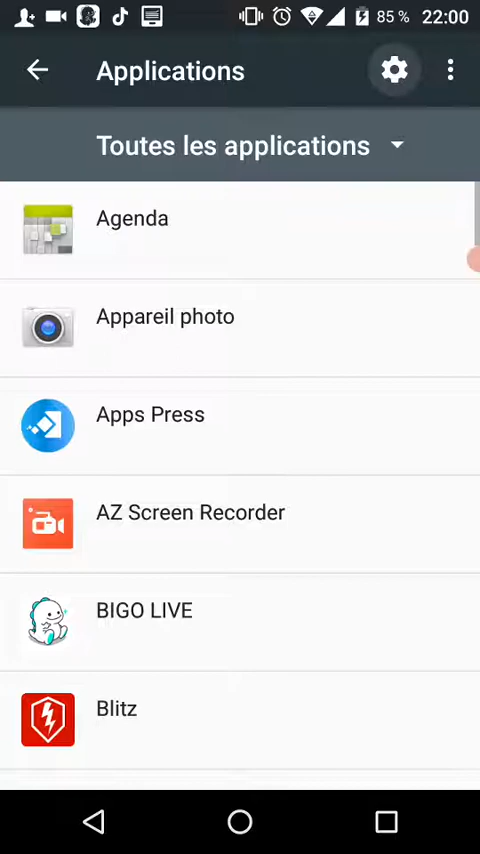 85 % 22:00
Applications
Toutes les applications
Agenda
Appareil photo
Apps Press
AZ Screen Recorder
BIGO LIVE
Blitz